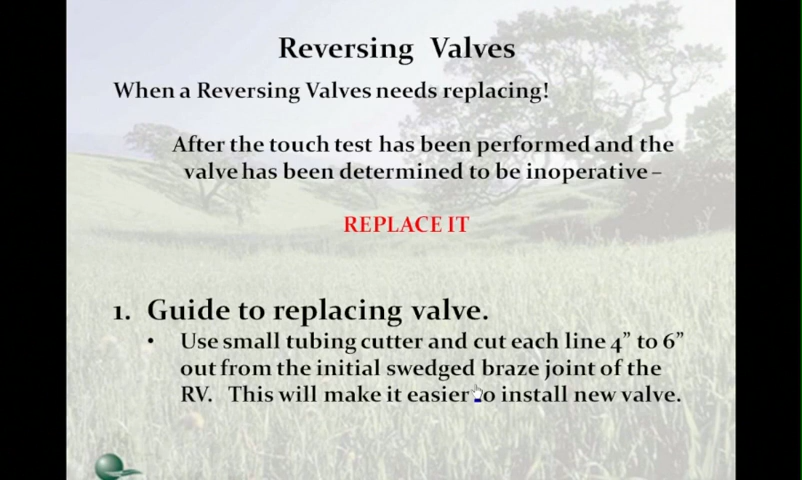 Reversing Valves
When a Reversing Valves needs replacing!
After the touch test has been performed and the
valve has been determined to be inoperative –
REPLACE IT
1. Guide to replacing valve.
• Use small tubing cutter and cut each line 4” to 6”
out from the initial swedged braze joint of the
RV. This will make it easier to install new valve.